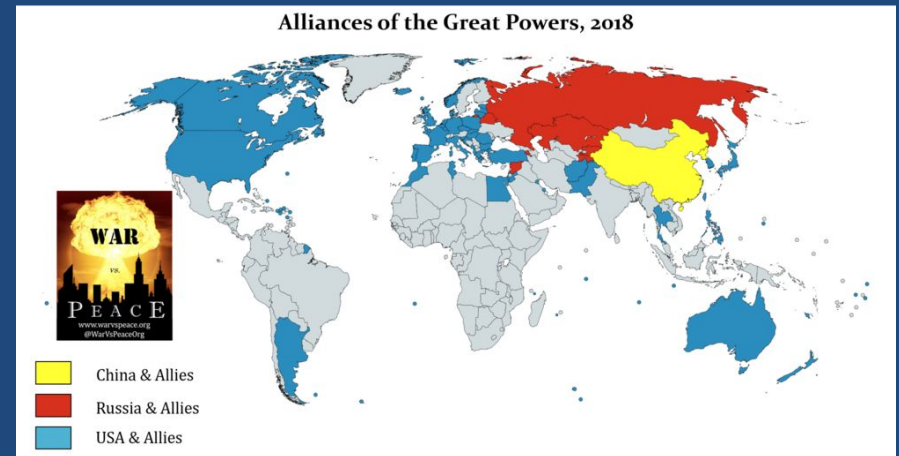 Alliances of the Great Powers, 2018
WAR
vs.
PEACE
www.warvspeace.org
@WarVsPeaceOrg
China & Allies
Russia & Allies
USA & Allies